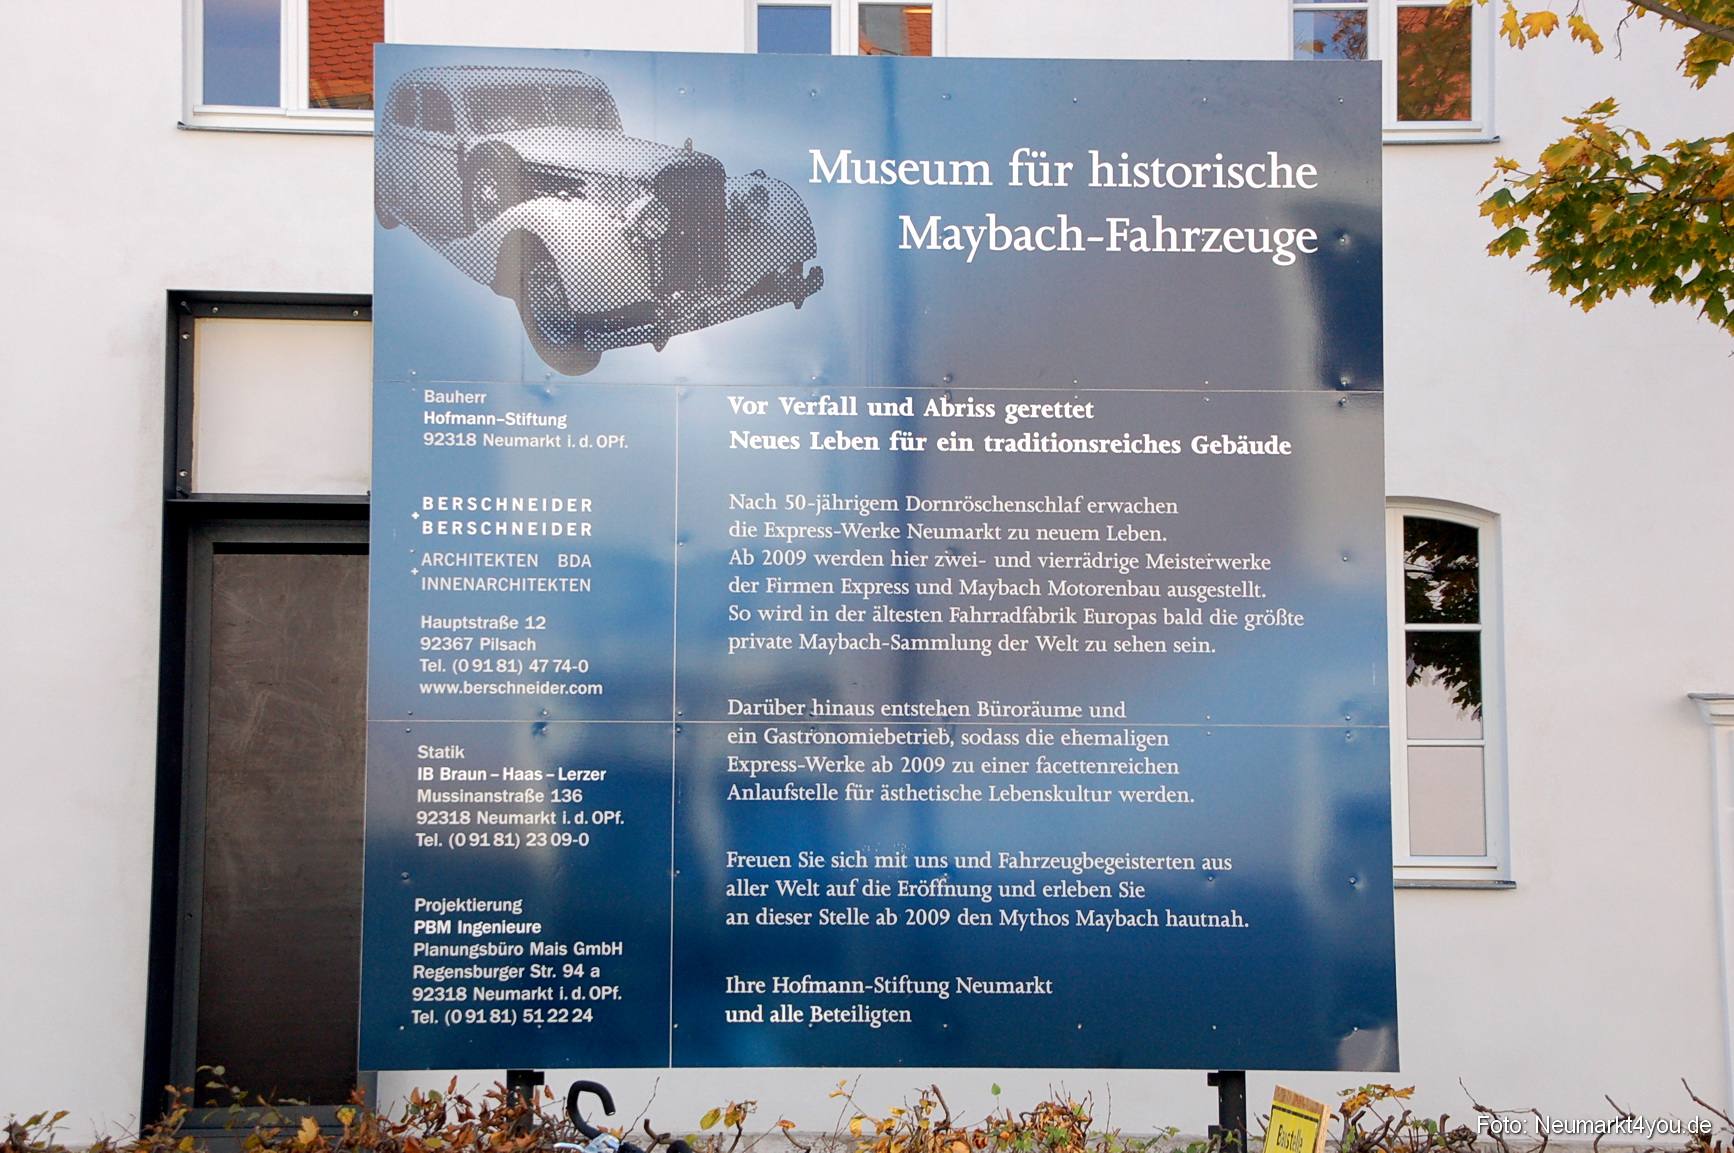 Museum für historische
Maybach-Fahrzeuge
Bauherr
Hofmann-Stiftung
92318 Neumarkt i. d. OPf.
BERSCHNEIDER
+BERSCHNEIDER
ARCHITEKTEN BDA
+INNENARCHITEKTEN
Hauptstraße 12
92367 Pilsach
Tel. (0 91 81) 47 74-0
www.berschneider.com
Statik
IB Braun – Haas – Lerzer
Mussinanstraße 136
92318 Neumarkt i. d. OPf.
Tel. (0 91 81) 23 09-0
Projektierung
PBM Ingenieure
Planungsbüro Mais GmbH
Regensburger Str. 94 a
92318 Neumarkt i. d. OPf.
Tel. (0 91 81) 51 22 24
Vor Verfall und Abriss gerettet
Neues Leben für ein traditionsreiches Gebäude
Nach 50-jährigem Dornröschenschlaf erwachen
die Express-Werke Neumarkt zu neuem Leben.
Ab 2009 werden hier zwei- und vierrädrige Meisterwerke
der Firmen Express und Maybach Motorenbau ausgestellt.
So wird in der ältesten Fahrradfabrik Europas bald die größte
private Maybach-Sammlung der Welt zu sehen sein.
Darüber hinaus entstehen Büroräume und
ein Gastronomiebetrieb, sodass die ehemaligen
Express-Werke ab 2009 zu einer facettenreichen
Anlaufstelle für ästhetische Lebenskultur werden.
Freuen Sie sich mit uns und Fahrzeugbegeisterten aus
aller Welt auf die Eröffnung und erleben Sie
an dieser Stelle ab 2009 den Mythos Maybach hautnah.
Ihre Hofmann-Stiftung Neumarkt
und alle Beteiligten
Baustelle
Foto: Neumarkt4you.de